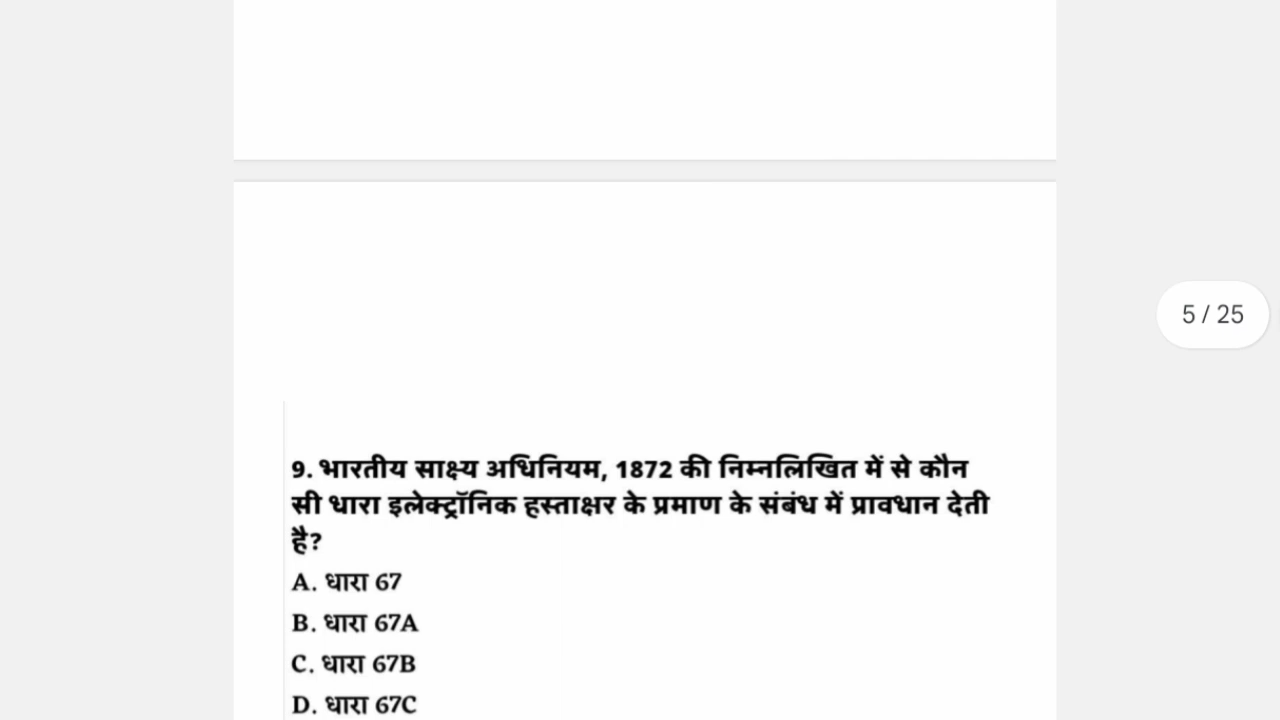 5 / 25
9. भारतीय साक्ष्य अधिनियम, 1872 की निम्नलिखित में से कौन
सी धारा इलेक्ट्रॉनिक हस्ताक्षर के प्रमाण के संबंध में प्रावधान देती
है?
A. धारा 67
B. धारा 67A
C. धारा 67B
D. धारा 67C